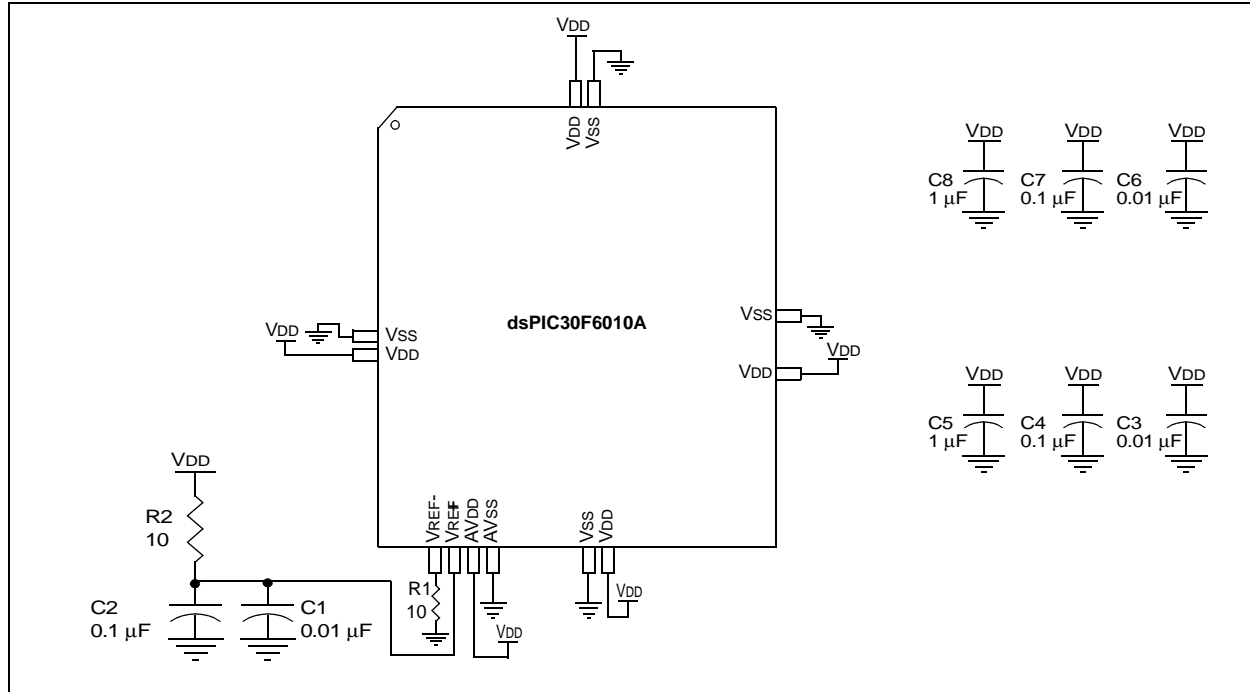 VDD
VDD
VSS
VDD VDD VDD
C8 C7 C6
1 µF 0.1 µF 0.01 µF
dsPIC30F6010A
VSS
VDD
VSS
VDD
VDD
VDD
VDD VDD VDD
C5 C4 C3
1 µF 0.1 µF 0.01 µF
VDD
R2
10
VREF-
VREF+
AVDD
AVSS
VSS
VDD
R1
10
VDD
C2 C1
0.1 µF 0.01 µF
VDD